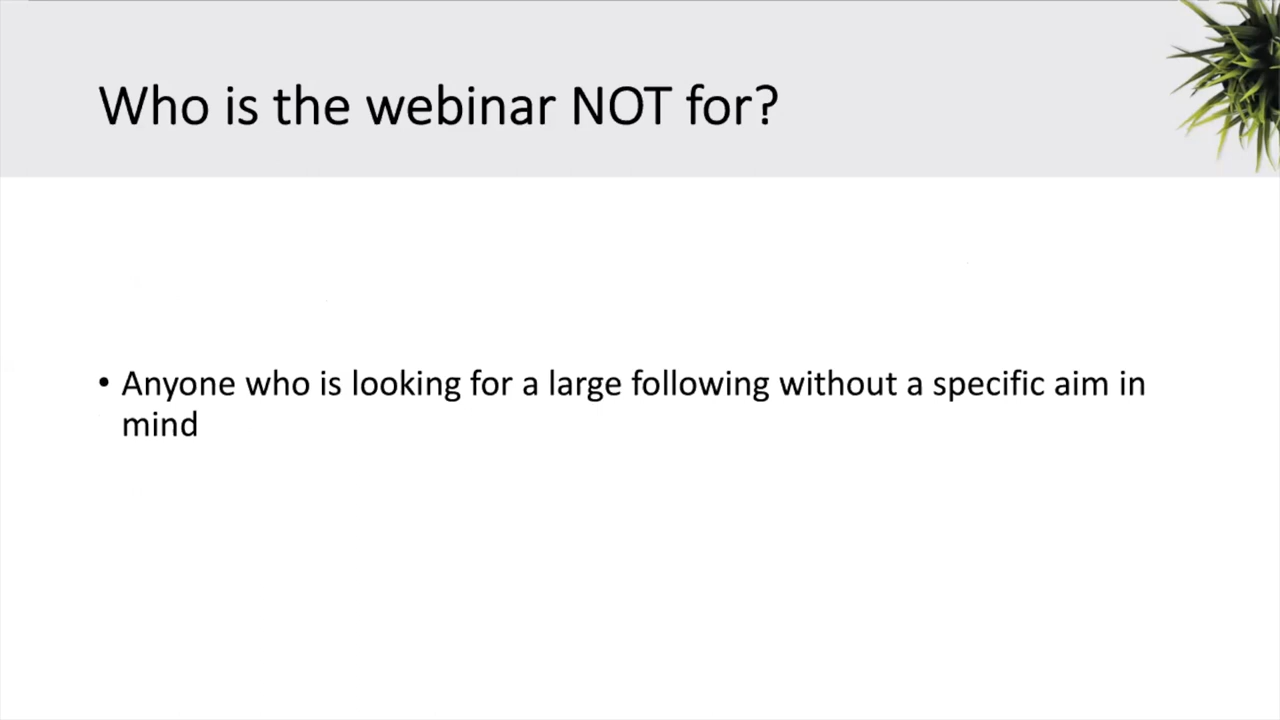 Who is the webinar NOT for?
• Anyone who is looking for a large following without a specific aim in
mind